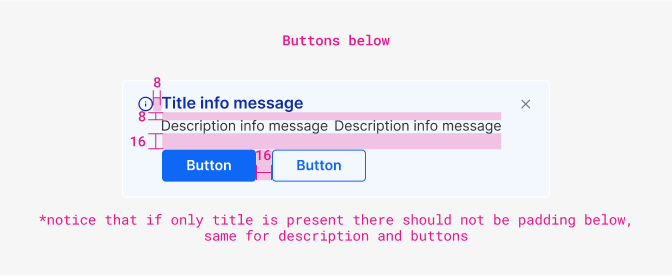 Buttons below
8
Title info message
8
Description info message Description info message
16
16
Button Button
*notice that if only title is present there should not be padding below,
same for description and buttons